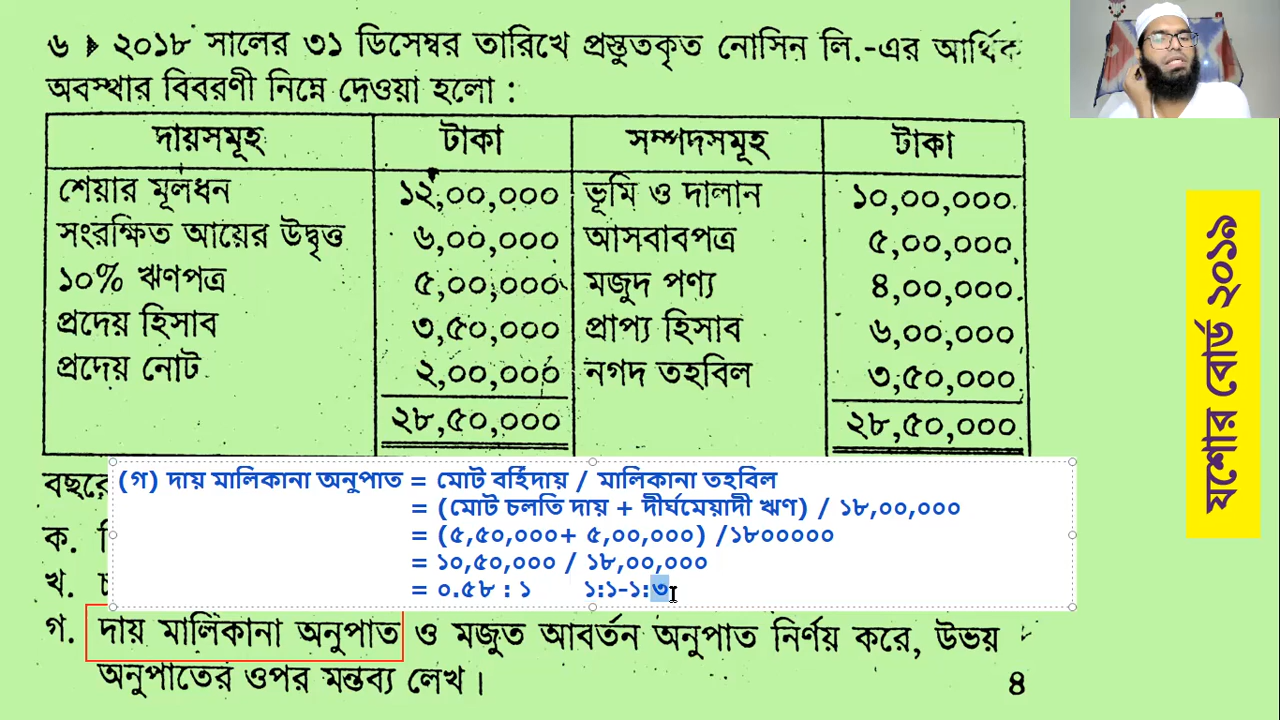 ৬ ▶ ২০১৮ সালের ৩১ ডিসেম্বর তারিখে প্রস্তুতকৃত নোসিন লি.-এর আর্থিক
অবস্থার বিবরণী নিম্নে দেওয়া হলো :
দায়সমূহ টাকা সম্পদসমূহ টাকা
শেয়ার মূলধন ১২,০০,০০০ ভূমি ও দালান ১০,০০,০০০
সংরক্ষিত আয়ের উদ্বৃত্ত ৬,০০,০০০ আসবাবপত্র ৫,০০,০০০
১০% ঋণপত্র ৫,০০,০০০ মজুদ পণ্য ৪,০০,০০০
প্রদেয় হিসাব ৩,৫০,০০০ প্রাপ্য হিসাব ৬,০০,০০০
প্রদেয় নোট ২,০০,০০০ নগদ তহবিল ৩,৫০,০০০
২৮,৫০,০০০ ২৮,৫০,০০০
বছরে
(গ) দায় মালিকানা অনুপাত = মোট বর্হিদায় / মালিকানা তহবিল
= (মোট চলতি দায় + দীর্ঘমেয়াদী ঋণ) / ১৮,০০,০০০
= (৫,৫০,০০০+ ৫,০০,০০০) /১৮০০০০০
= ১০,৫০,০০০ / ১৮,০০,০০০
= ০.৫৮ : ১ ১:১-১:৩
ক.
খ.
গ. দায় মালিকানা অনুপাত ও মজুত আবর্তন অনুপাত নির্ণয় করে, উভয়
অনুপাতের ওপর মন্তব্য লেখ। ৪
যশোর বোর্ড ২০১৯